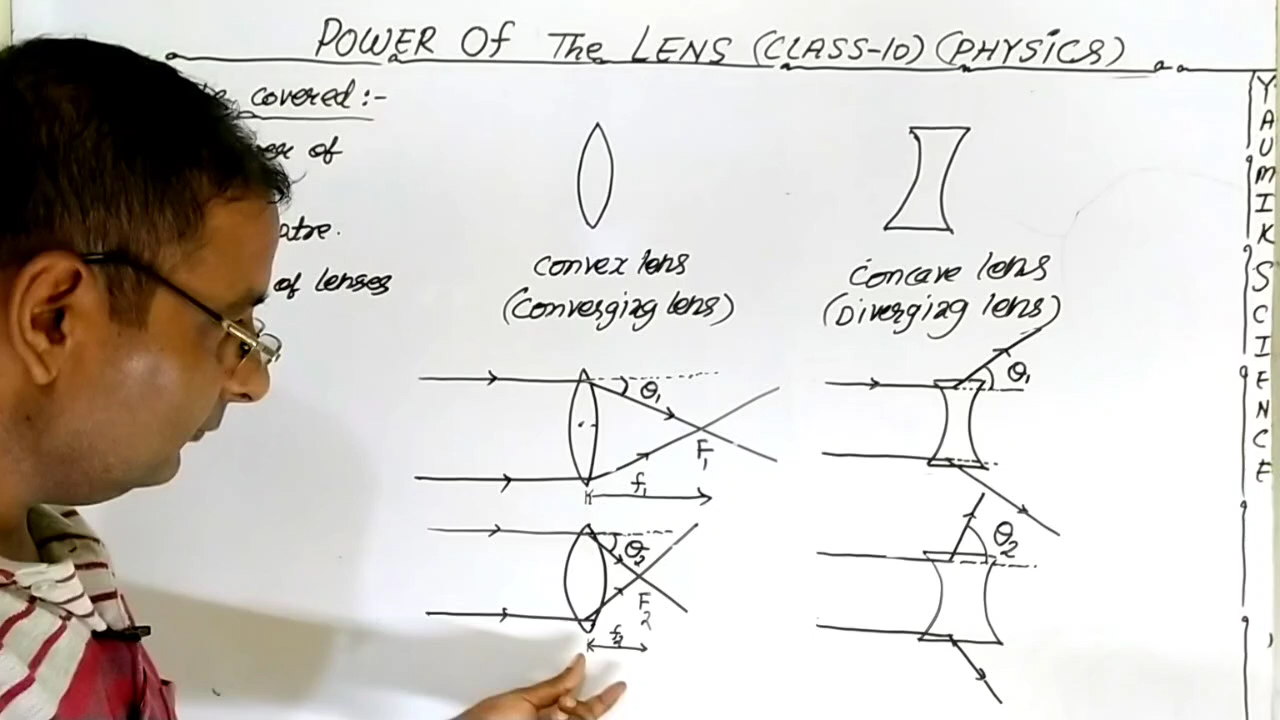 POWER Of The LENS (CLASS-10) (PHYSICS)
covered :-
of
of lenses
Convex lens
(Converging lens)
Concave lens
(Diverging lens)
θ₁
F₁
f₁
θ₂
F₂
f₂
θ₁
θ₂
YAUMIK SCIENCE